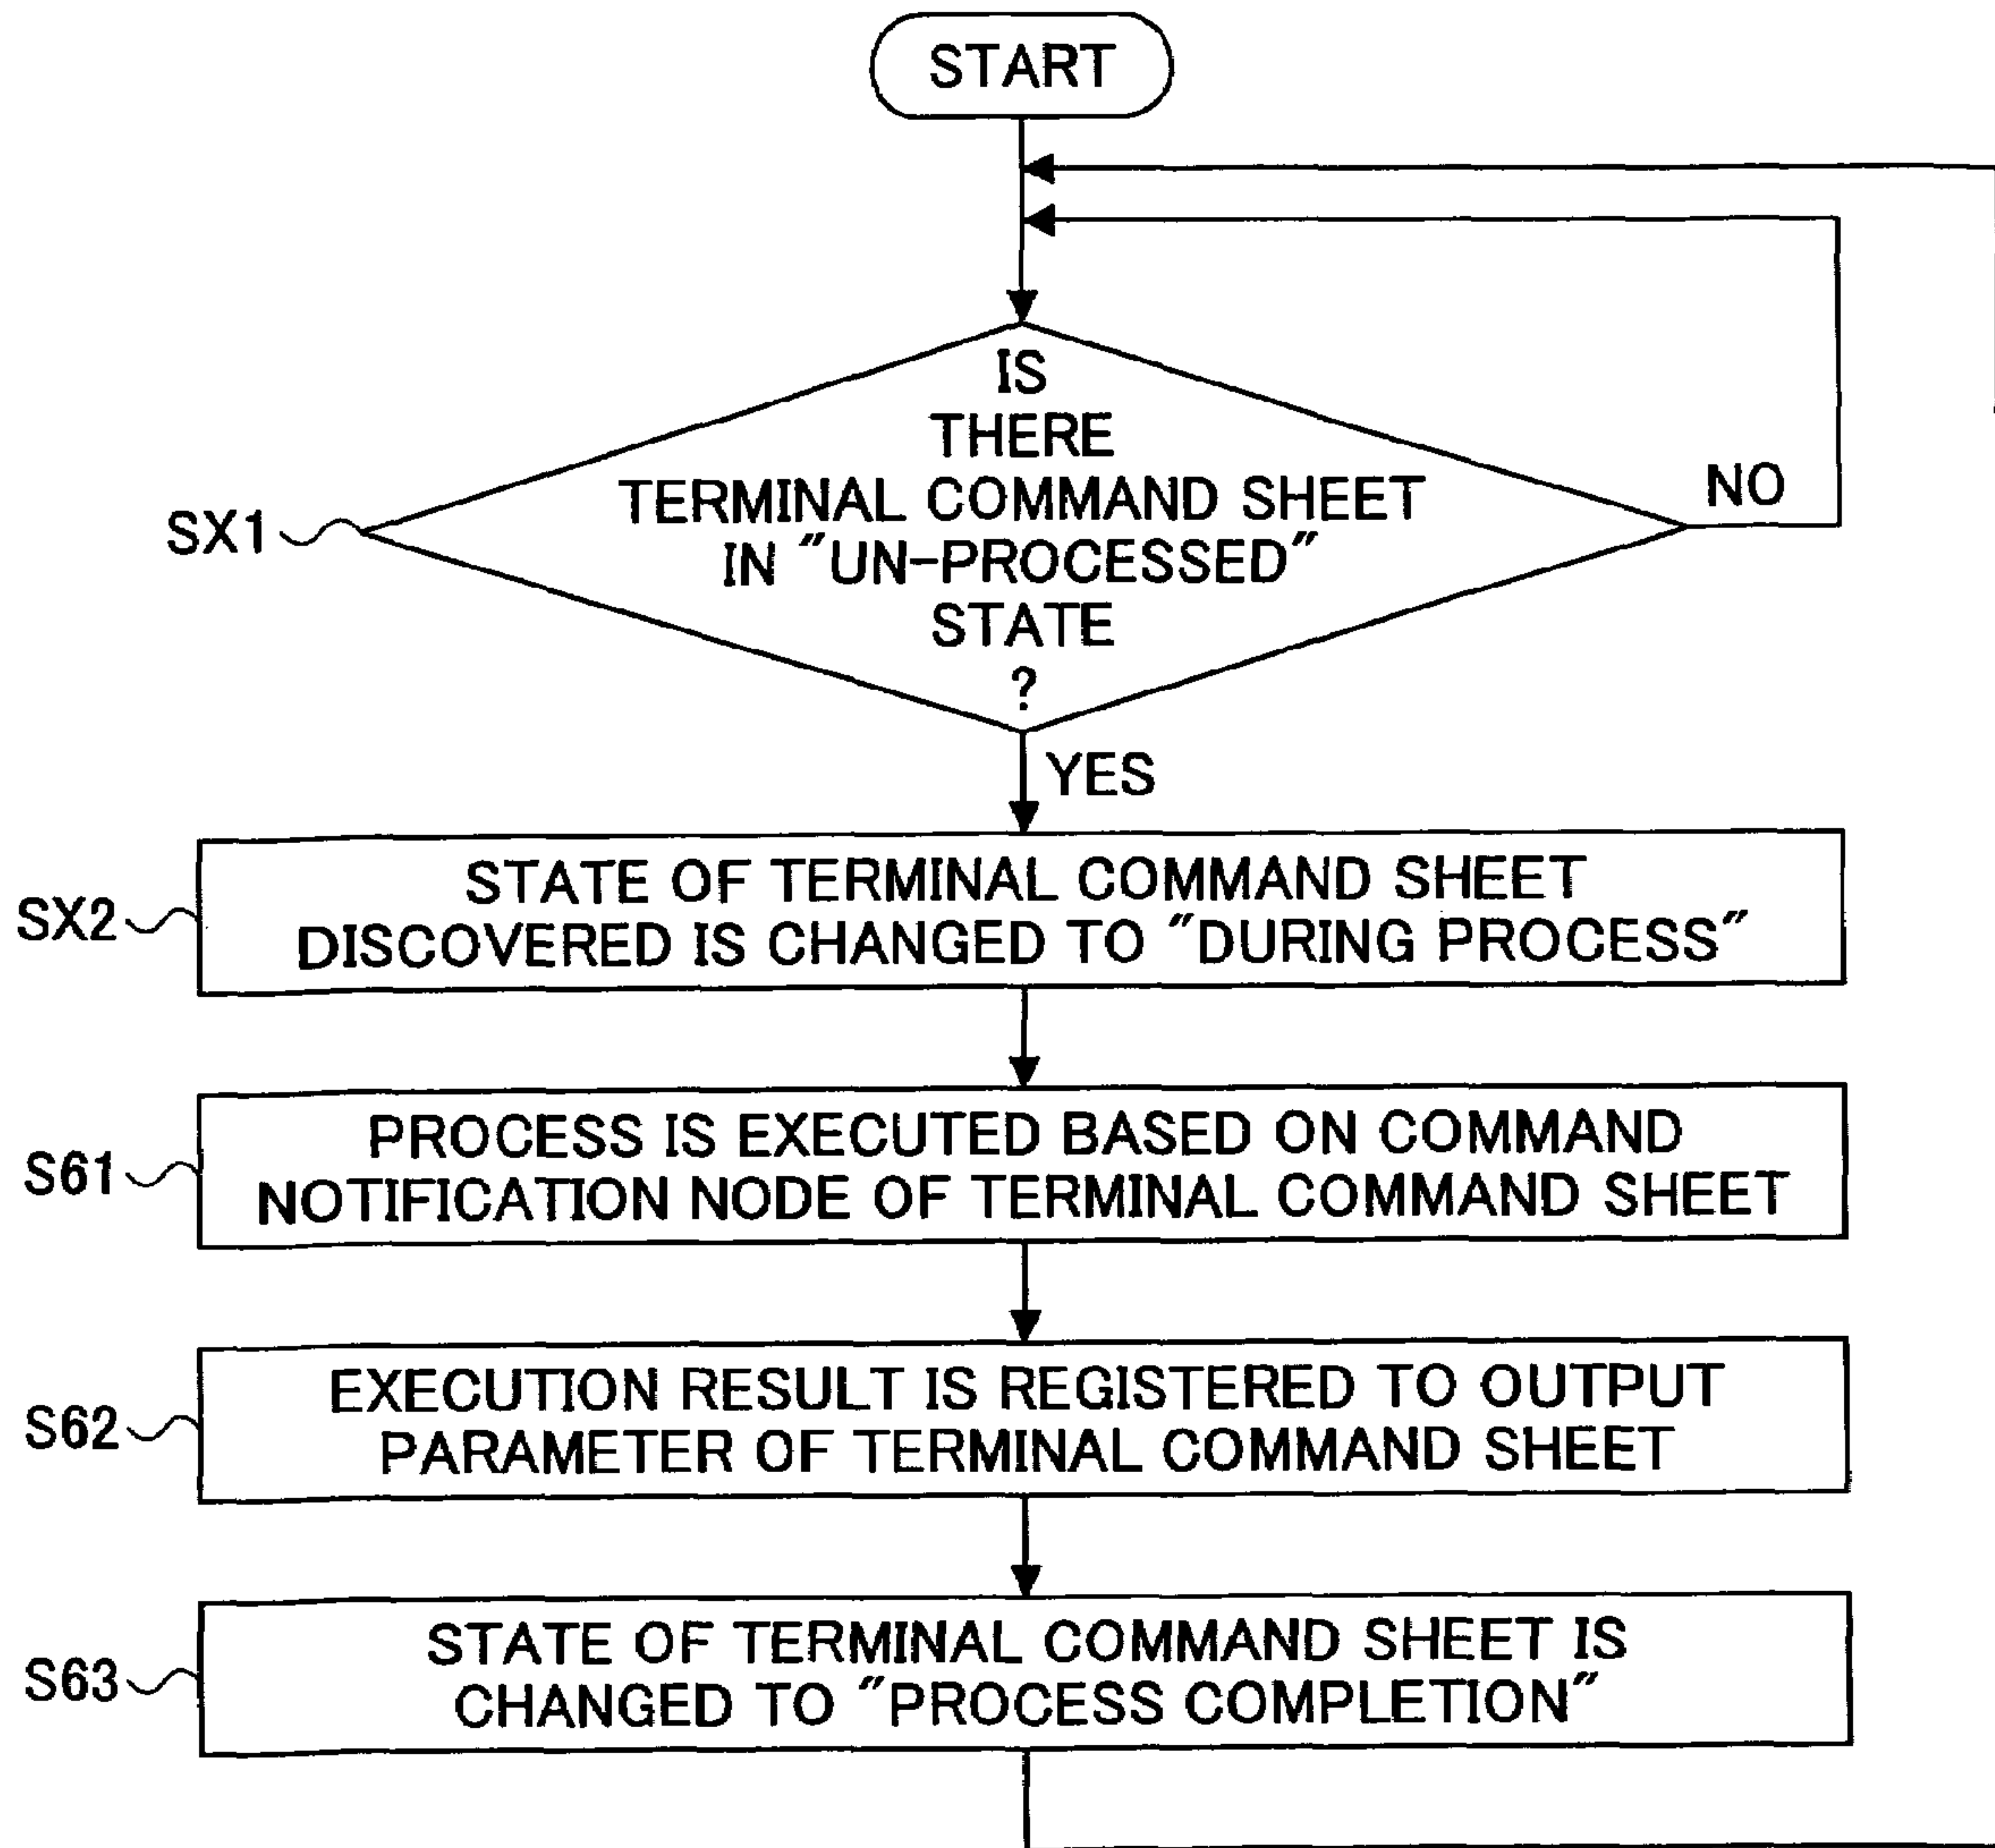 START
IS
THERE
TERMINAL COMMAND SHEET
IN "UN-PROCESSED"
STATE
?
SX1
NO
YES
SX2
STATE OF TERMINAL COMMAND SHEET
DISCOVERED IS CHANGED TO "DURING PROCESS"
S61
PROCESS IS EXECUTED BASED ON COMMAND
NOTIFICATION NODE OF TERMINAL COMMAND SHEET
S62
EXECUTION RESULT IS REGISTERED TO OUTPUT
PARAMETER OF TERMINAL COMMAND SHEET
S63
STATE OF TERMINAL COMMAND SHEET IS
CHANGED TO "PROCESS COMPLETION"